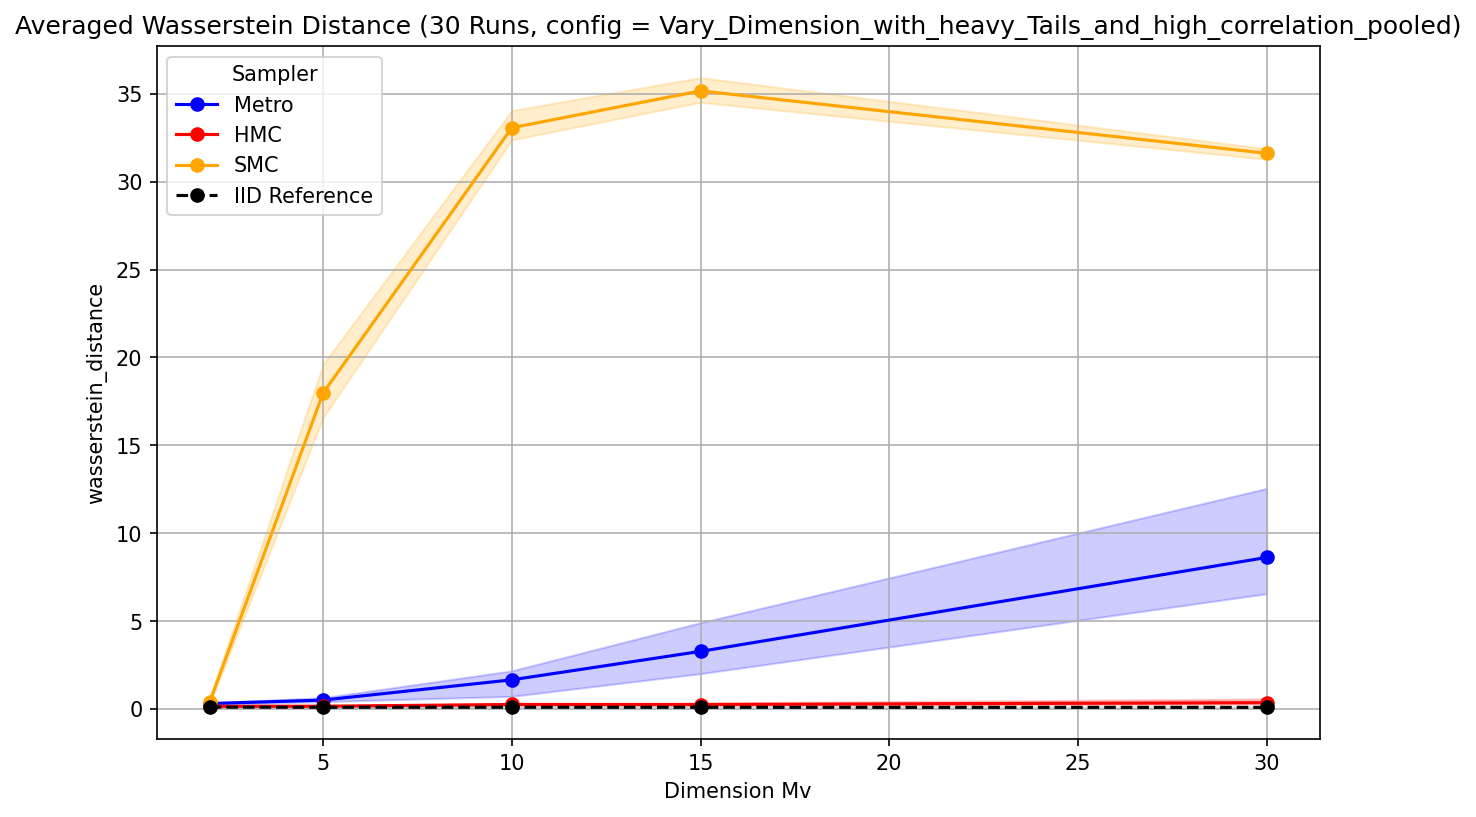 Averaged Wasserstein Distance (30 Runs, config = Vary_Dimension_with_heavy_Tails_and_high_correlation_pooled)
Sampler
Metro
HMC
SMC
IID Reference
wasserstein_distance
35
30
25
20
15
10
5
0
5
10
15
20
25
30
Dimension Mv